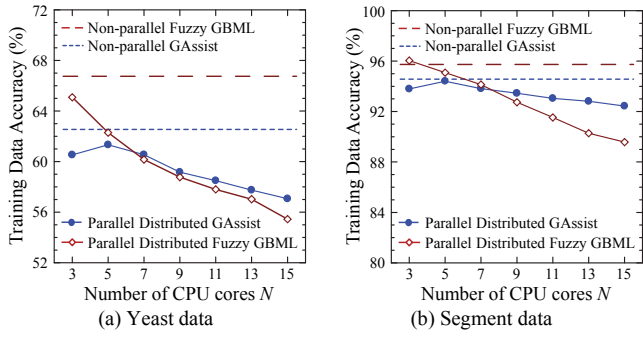 Training Data Accuracy (%)
72
68
64
60
56
52
Non-parallel Fuzzy GBML
Non-parallel GAssist
Parallel Distributed GAssist
Parallel Distributed Fuzzy GBML
3 5 7 9 11 13 15
Number of CPU cores N
(a) Yeast data
Training Data Accuracy (%)
100
96
92
88
84
80
Non-parallel Fuzzy GBML
Non-parallel GAssist
Parallel Distributed GAssist
Parallel Distributed Fuzzy GBML
3 5 7 9 11 13 15
Number of CPU cores N
(b) Segment data